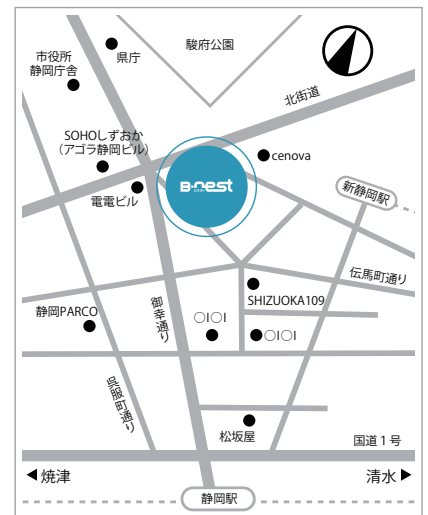 駿府公園
県庁
市役所
静岡庁舎
北街道
SOHOしずおか
（アゴラ静岡ビル）
cenova
B-nest
新静岡駅
電電ビル
伝馬町通り
SHIZUOKA109
静岡PARCO
御幸通り
○I○I
○I○I
呉服町通り
松坂屋
国道1号
焼津
清水
静岡駅